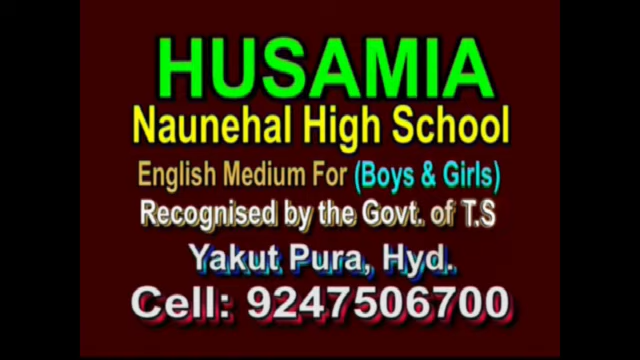 HUSAMIA
Naunehal High School
English Medium For (Boys & Girls)
Recognised by the Govt. of T.S
Yakut Pura, Hyd.
Cell: 9247506700